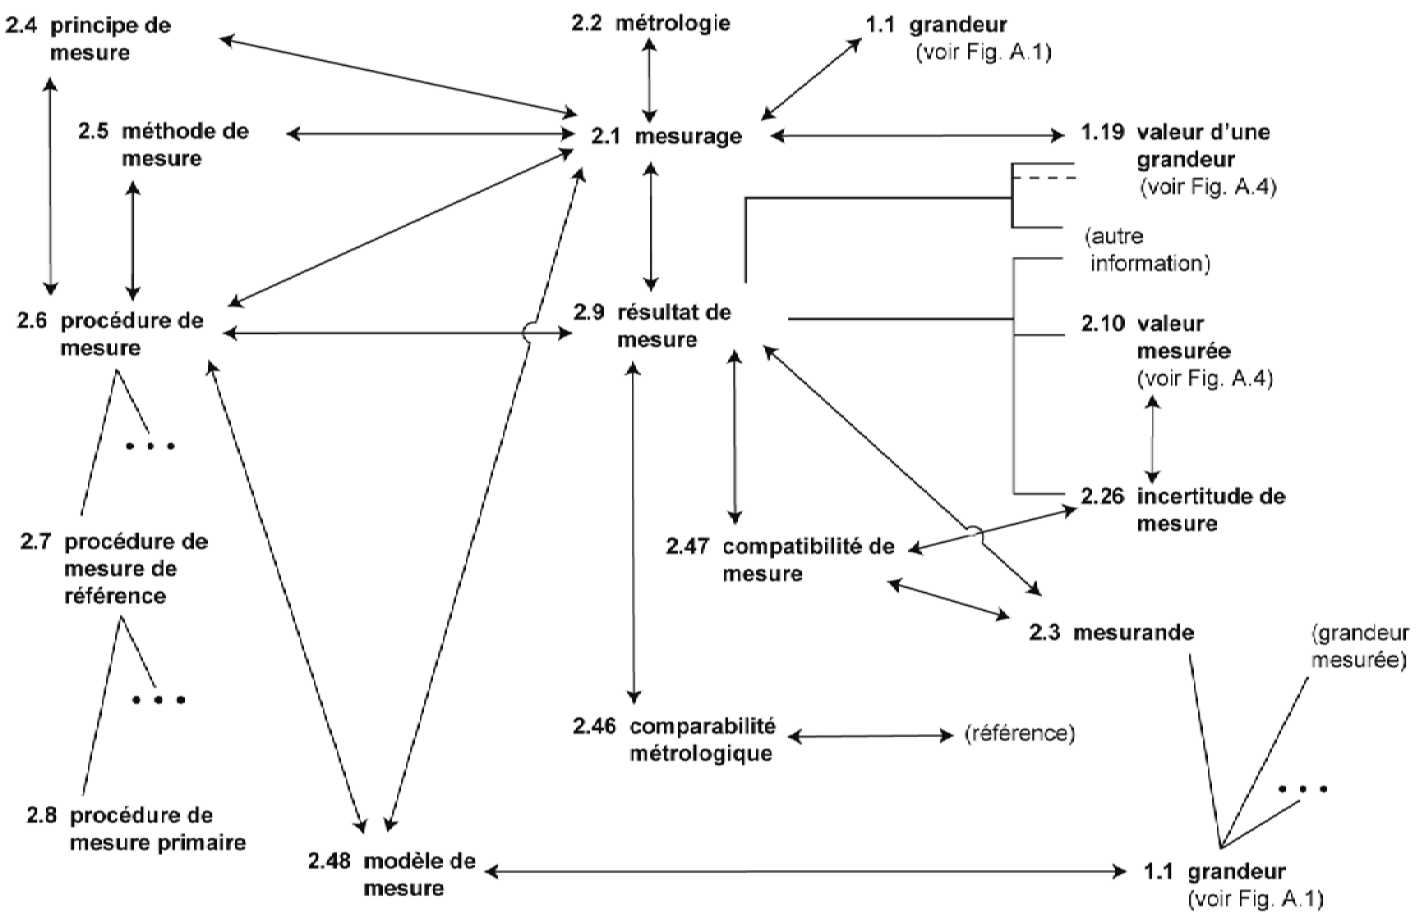 2.4 principe de
mesure
2.2 métrologie
1.1 grandeur
(voir Fig. A.1)
2.5 méthode de
mesure
2.1 mesurage
1.19 valeur d'une
grandeur
(voir Fig. A.4)
(autre
information)
2.6 procédure de
mesure
2.9 résultat de
mesure
2.10 valeur
mesurée
(voir Fig. A.4)
• • •
2.26 incertitude de
mesure
2.7 procédure de
mesure de
référence
2.47 compatibilité de
mesure
2.3 mesurande
(grandeur
mesurée)
• • •
2.46 comparabilité
métrologique
(référence)
• • •
2.8 procédure de
mesure primaire
2.48 modèle de
mesure
1.1 grandeur
(voir Fig. A.1)